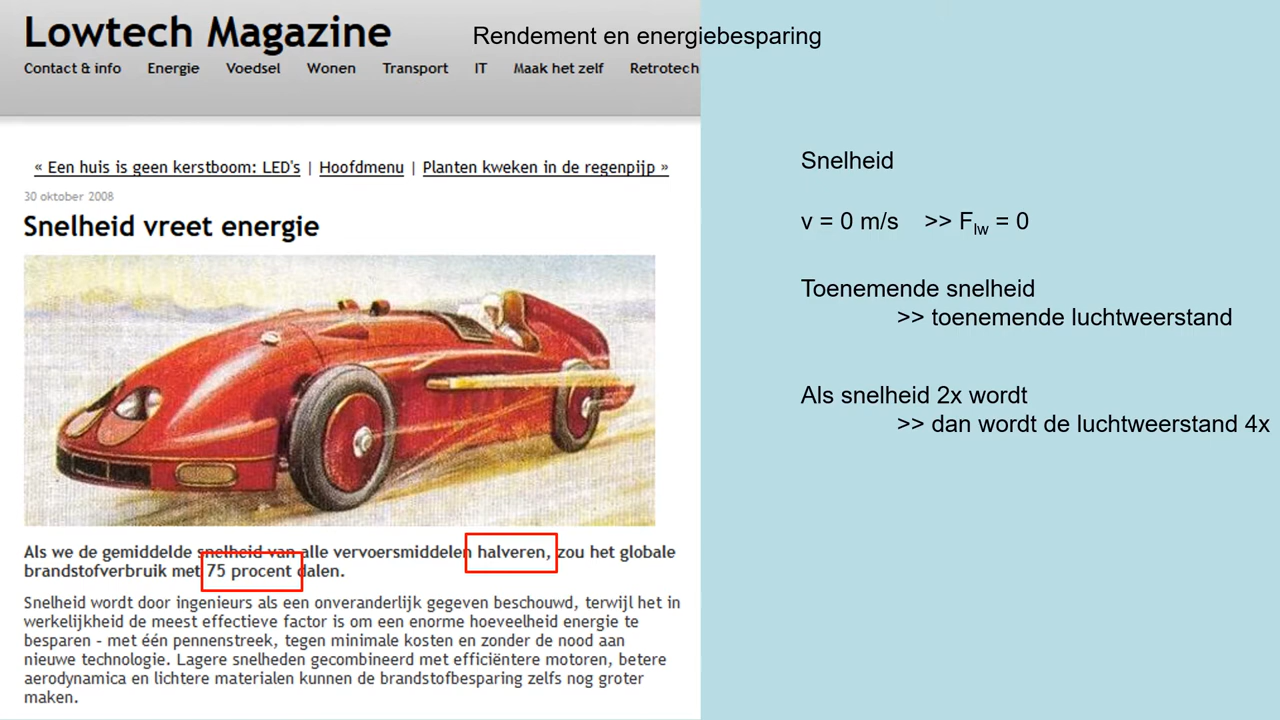 Lowtech Magazine
Rendement en energiebesparing
Contact & info Energie Voedsel Wonen Transport IT Maak het zelf Retrotech
« Een huis is geen kerstboom: LED's | Hoofdmenu | Planten kweken in de regenpijp »
30 oktober 2008
Snelheid vreet energie
Als we de gemiddelde snelheid van alle vervoersmiddelen halveren, zou het globale
brandstofverbruik met 75 procent dalen.
Snelheid wordt door ingenieurs als een onveranderlijk gegeven beschouwd, terwijl het in
werkelijkheid de meest effectieve factor is om een enorme hoeveelheid energie te
besparen - met één pennenstreek, tegen minimale kosten en zonder de nood aan
nieuwe technologie. Lagere snelheden gecombineerd met efficiëntere motoren, betere
aerodynamica en lichtere materialen kunnen de brandstofbesparing zelfs nog groter
maken.
Snelheid
v = 0 m/s >> Flw = 0
Toenemende snelheid
>> toenemende luchtweerstand
Als snelheid 2x wordt
>> dan wordt de luchtweerstand 4x